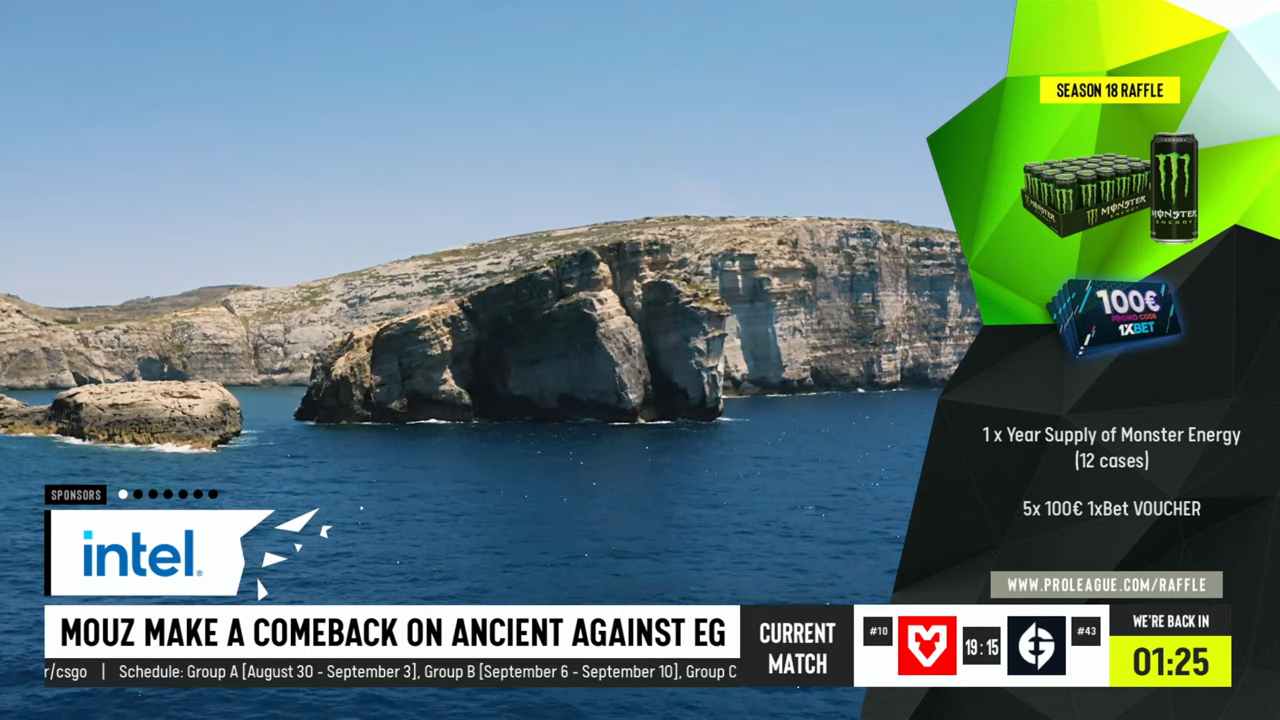 SEASON 18 RAFFLE
MONSTER
ENERGY
MONSTER
ENERGY
100€
PROMO CODE
1XBET
1 x Year Supply of Monster Energy
(12 cases)
5x 100€ 1xBet VOUCHER
WWW.PROLEAGUE.COM/RAFFLE
SPONSORS
intel.
MOUZ MAKE A COMEBACK ON ANCIENT AGAINST EG
r/csgo | Schedule: Group A [August 30 - September 3], Group B [September 6 - September 10], Group C
CURRENT
MATCH
#10
19:15
#43
WE'RE BACK IN
01:25